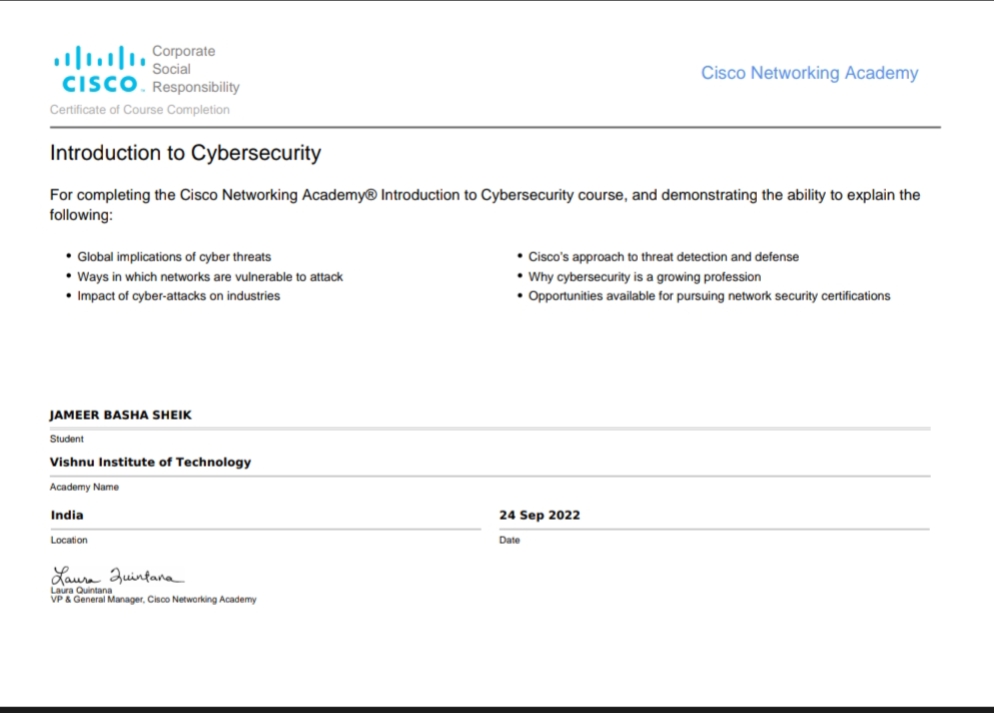 Corporate
Social
Responsibility
CISCO
Certificate of Course Completion
Cisco Networking Academy
Introduction to Cybersecurity
For completing the Cisco Networking Academy® Introduction to Cybersecurity course, and demonstrating the ability to explain the
following:
• Global implications of cyber threats
• Ways in which networks are vulnerable to attack
• Impact of cyber-attacks on industries
• Cisco's approach to threat detection and defense
• Why cybersecurity is a growing profession
• Opportunities available for pursuing network security certifications
JAMEER BASHA SHEIK
Student
Vishnu Institute of Technology
Academy Name
India
Location
24 Sep 2022
Date
Laura Quintana
Laura Quintana
VP & General Manager, Cisco Networking Academy